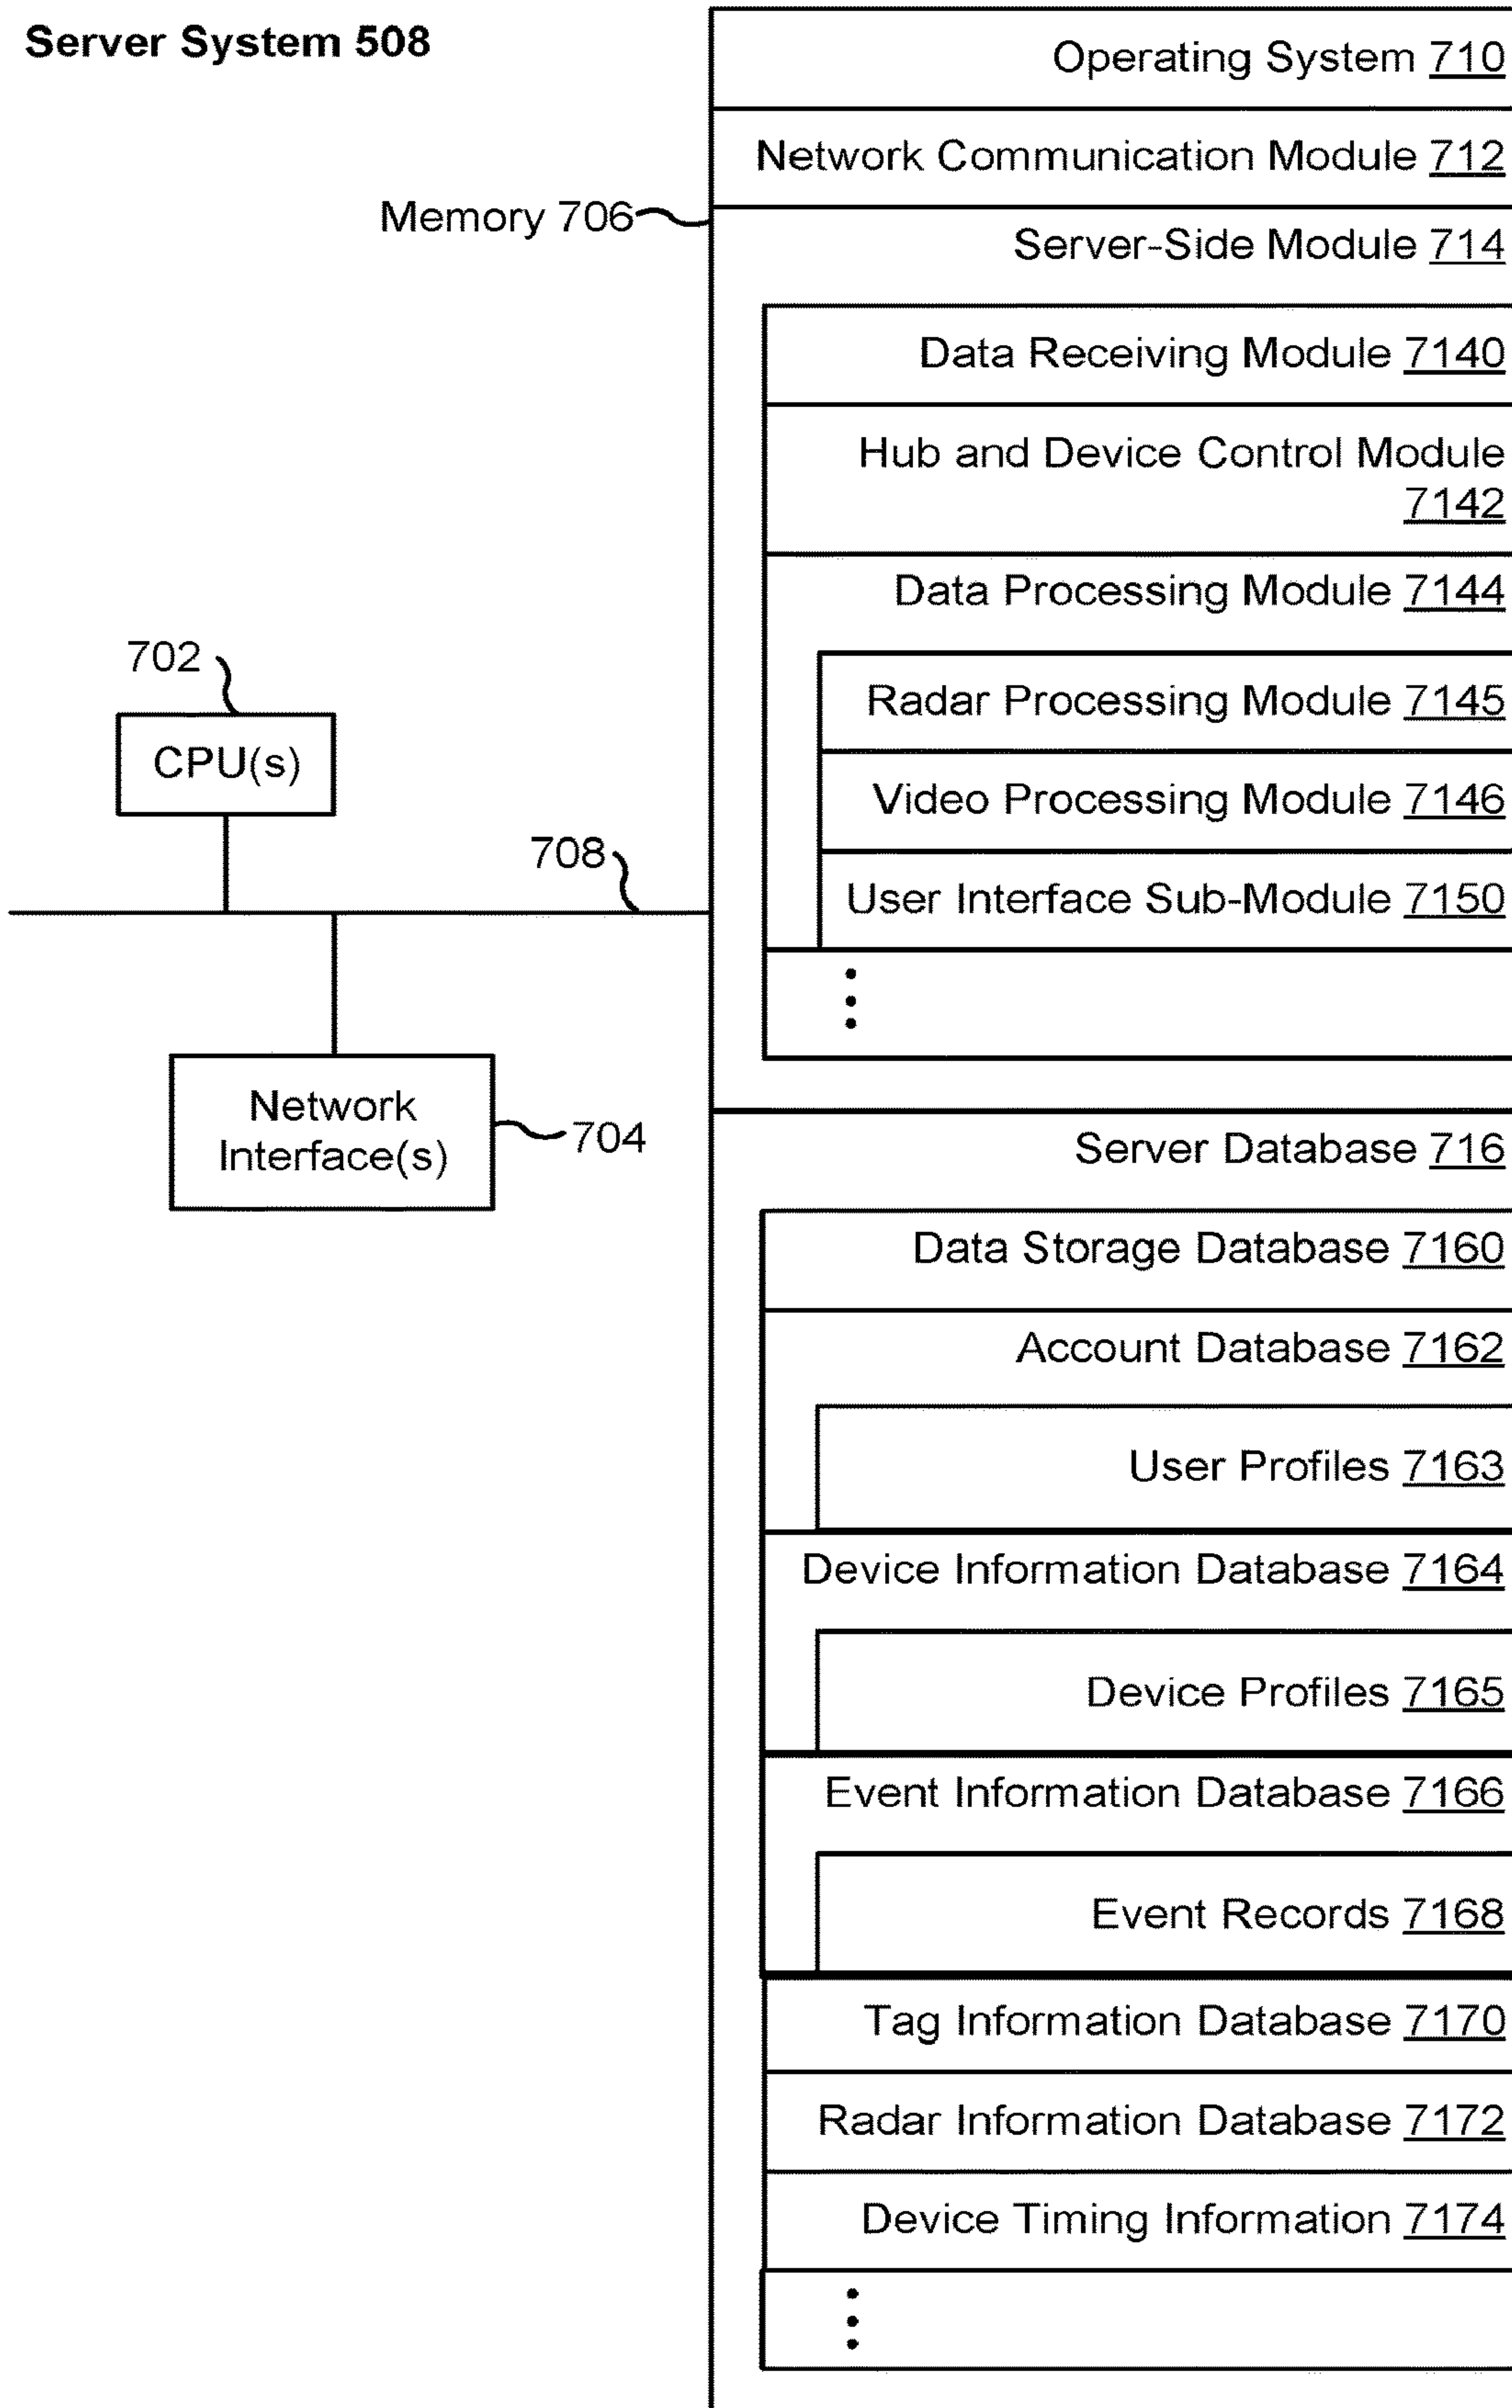 Server System 508
Operating System 710
Network Communication Module 712
Memory 706
Server-Side Module 714
Data Receiving Module 7140
Hub and Device Control Module
7142
Data Processing Module 7144
702
Radar Processing Module 7145
CPU(s)
Video Processing Module 7146
708
User Interface Sub-Module 7150
Network
Interface(s)
704
Server Database 716
Data Storage Database 7160
Account Database 7162
User Profiles 7163
Device Information Database 7164
Device Profiles 7165
Event Information Database 7166
Event Records 7168
Tag Information Database 7170
Radar Information Database 7172
Device Timing Information 7174